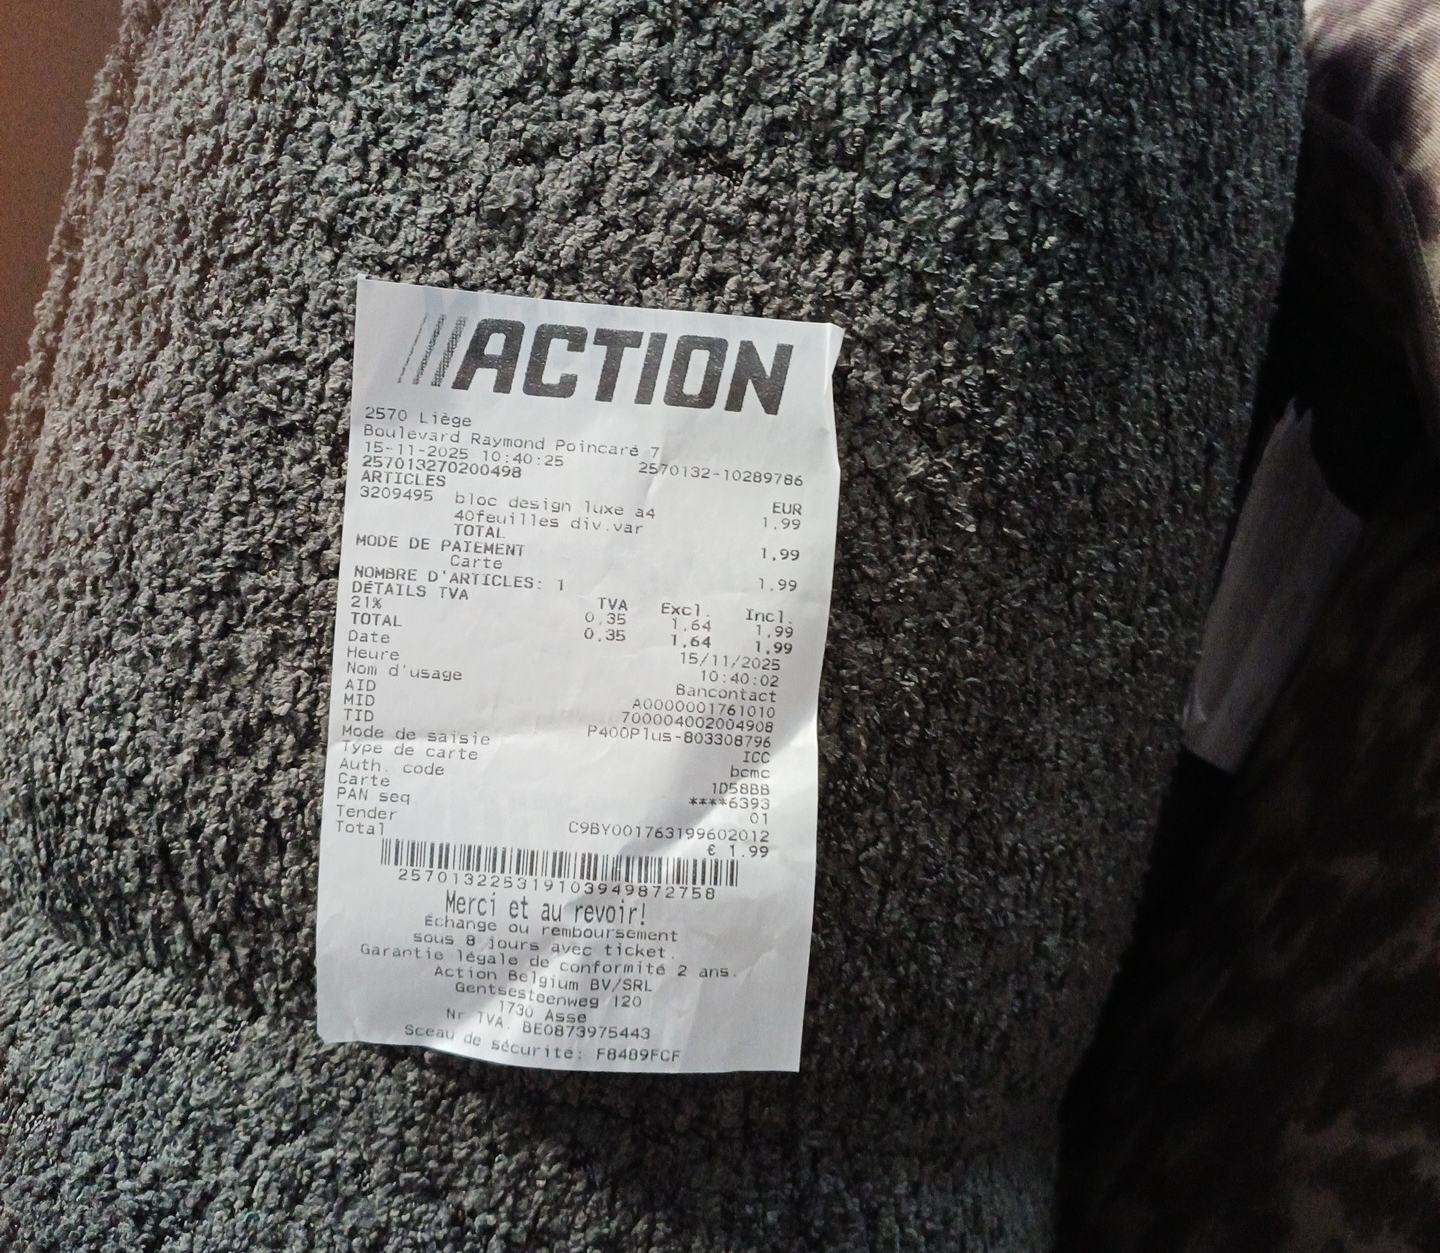 ACTION
2570 Liège
Boulevard Raymond Poincaré 7
15-11-2025 10:40:25 2570132-10289786
257013270200498
ARTICLES EUR
3209495 bloc design luxe a4 1.99
40feuilles div.var
TOTAL 1,99
MODE DE PAIEMENT
Carte 1.99
NOMBRE D'ARTICLES: 1
DÉTAILS TVA TVA Excl. Incl.
21% 0,35 1,64 1,99
TOTAL 0,35 1,64 1,99
Date 15/11/2025
Heure 10:40:02
Nom d'usage Bancontact
AID A0000001761010
MID 700004002004908
TID P400Plus-803308796
Mode de saisie ICC
Type de carte bcmc
Auth. code 1D58BB
Carte ****6393
PAN seq 01
Tender C9BY001763199602012
Total € 1.99
2570132253191039498727​58
Merci et au revoir!
Échange ou remboursement
sous 8 jours avec ticket.
Garantie légale de conformité 2 ans.
Action Belgium BV/SRL
Gentsesteenweg 120
1730 Asse
Nr TVA. BE0873975443
Sceau de sécurité: F8489FCF